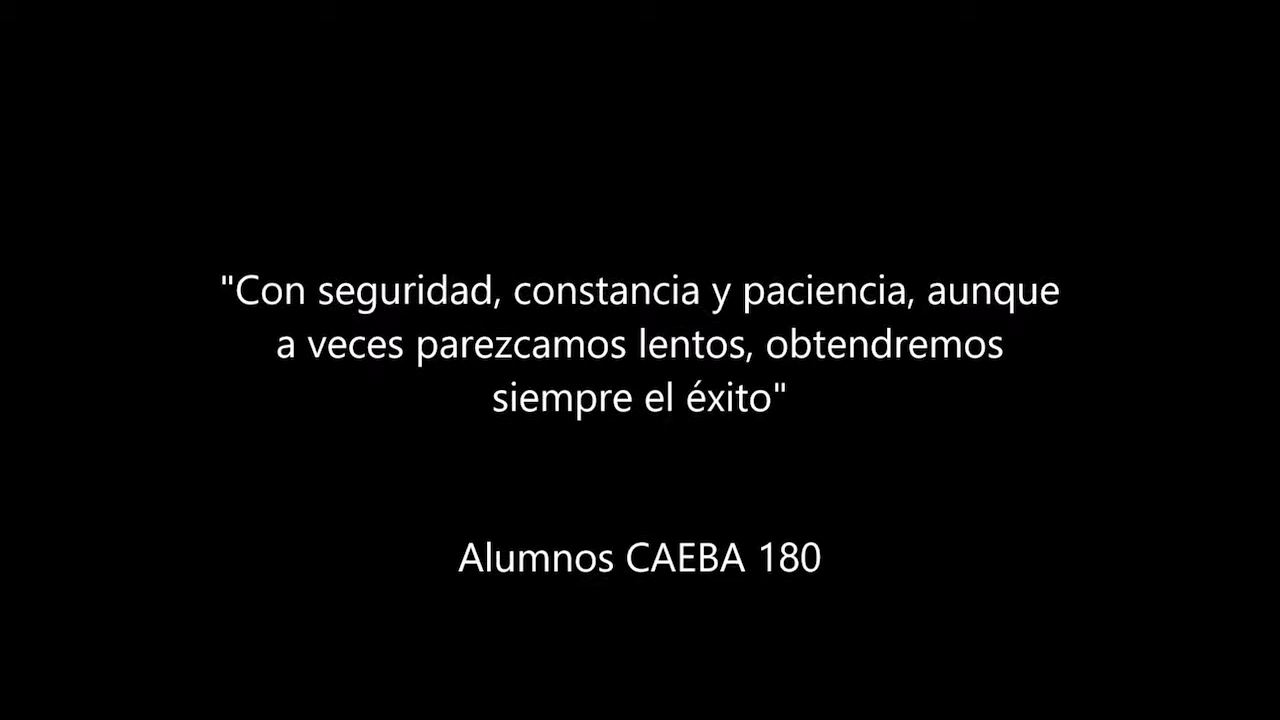 "Con seguridad, constancia y paciencia, aunque
a veces parezcamos lentos, obtendremos
siempre el éxito"
Alumnos CAEBA 180